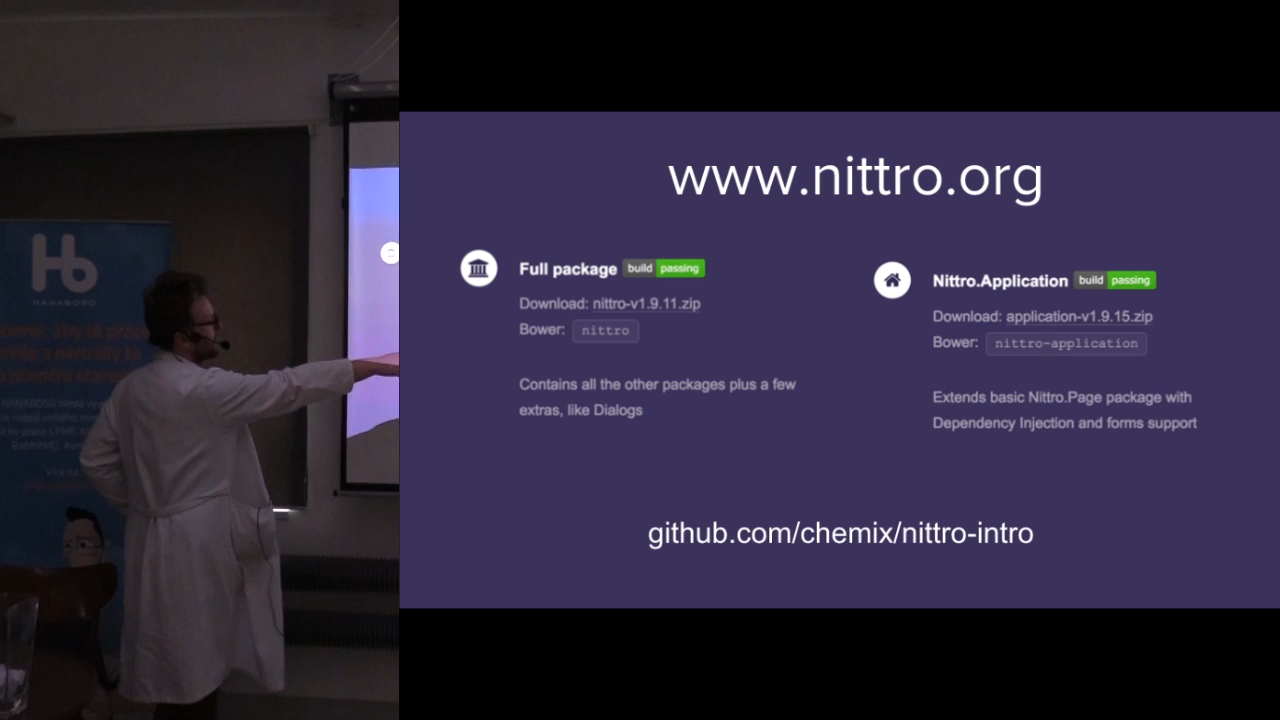 www.nittro.org
Full package build passing
Download: nittro-v1.9.11.zip
Bower: nittro
Contains all the other packages plus a few
extras, like Dialogs
Nittro.Application build passing
Download: application-v1.9.15.zip
Bower: nittro-application
Extends basic Nittro.Page package with
Dependency Injection and forms support
github.com/chemix/nittro-intro
Hb
HANABOSO